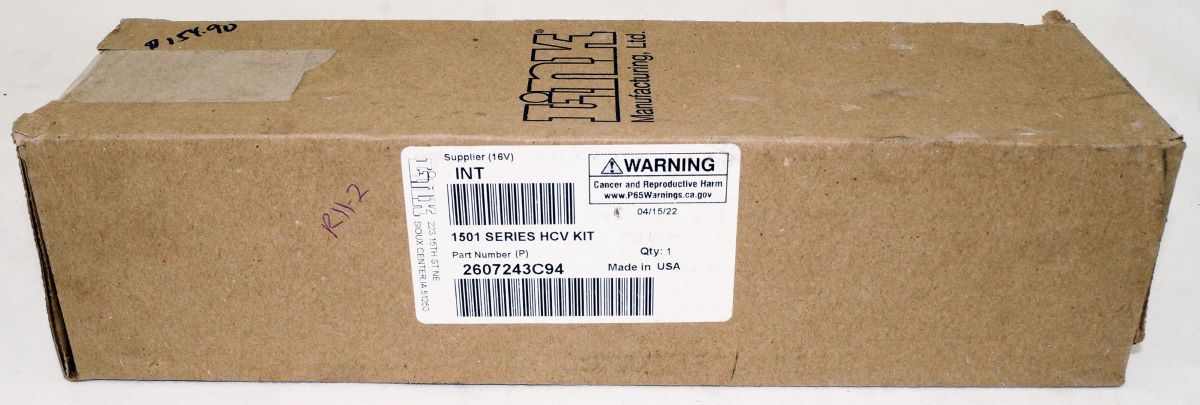 $154.90
Link®
Manufacturing, Ltd.
R11-2
Link
223 15TH ST NE
SIOUX CENTER IA 51250
Supplier (16V)
INT
⚠ WARNING
Cancer and Reproductive Harm
www.P65Warnings.ca.gov
04/15/22
1501 SERIES HCV KIT
Part Number (P)
Qty: 1
2607243C94
Made in USA